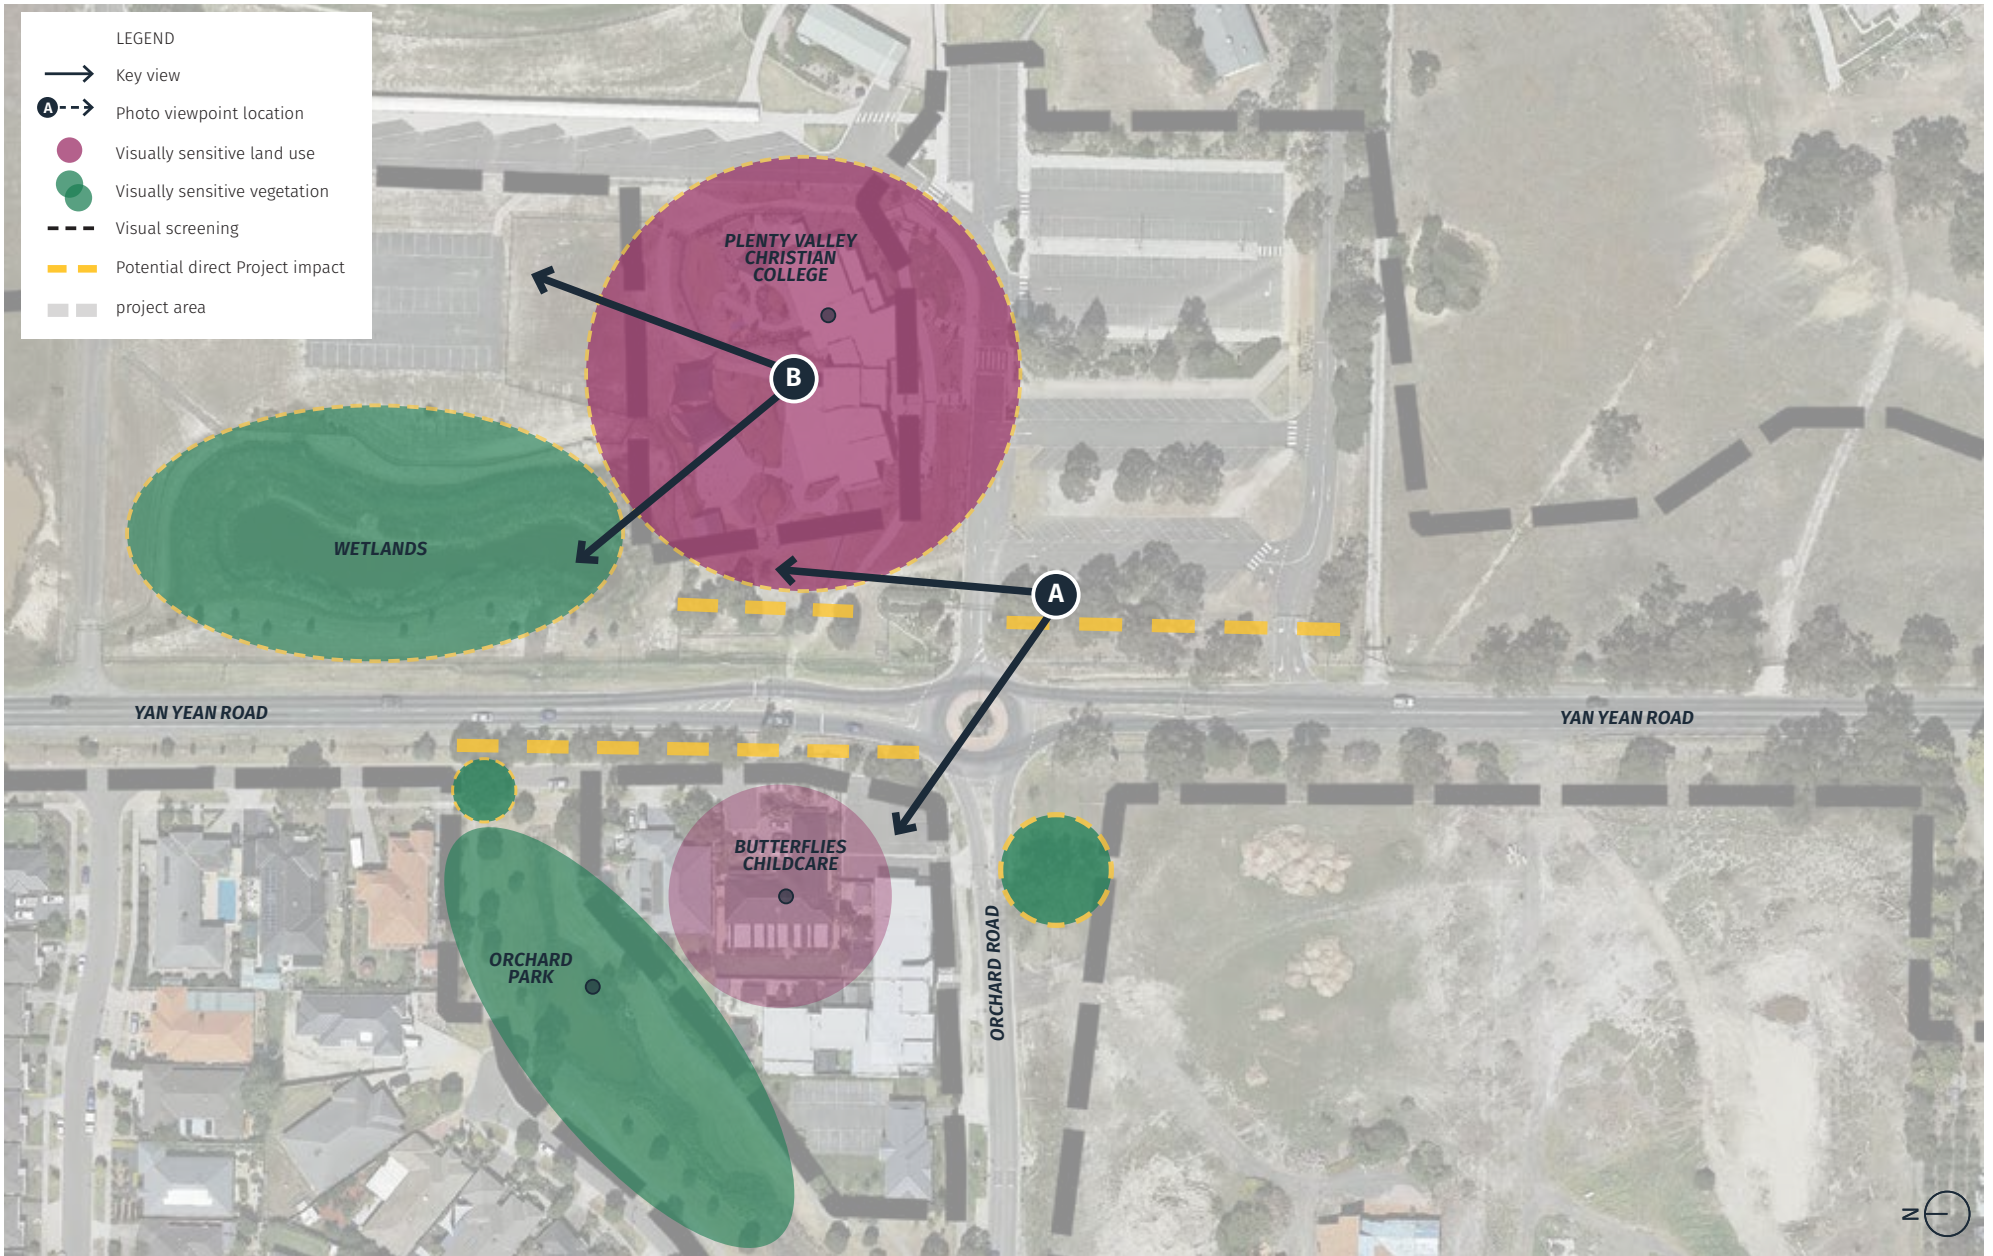 LEGEND
Key view
A
Photo viewpoint location
Visually sensitive land use
Visually sensitive vegetation
Visual screening
Potential direct Project impact
project area
PLENTY VALLEY
CHRISTIAN
COLLEGE
B
WETLANDS
A
YAN YEAN ROAD
YAN YEAN ROAD
BUTTERFLIES
CHILDCARE
ORCHARD
PARK
ORCHARD ROAD
N